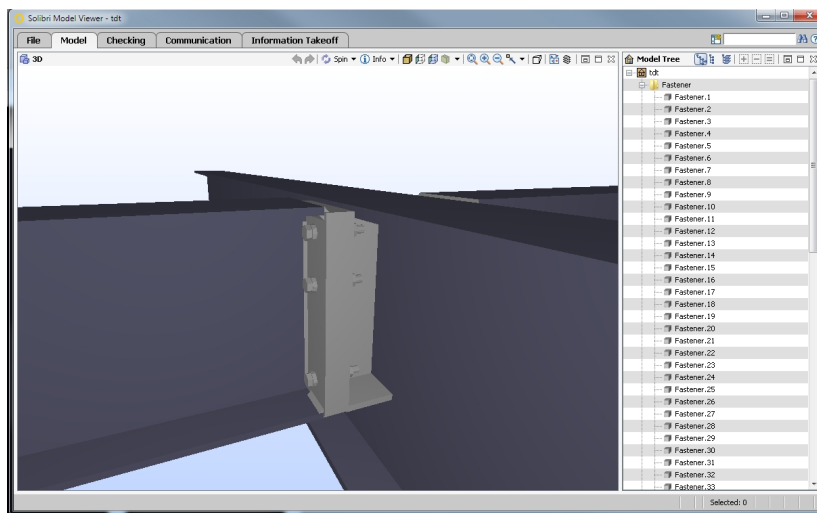 Solibri Model Viewer - tdt
File Model Checking Communication Information Takeoff
3D Spin Info Model Tree
tdt
Fastener
Fastener.1
Fastener.2
Fastener.3
Fastener.4
Fastener.5
Fastener.6
Fastener.7
Fastener.8
Fastener.9
Fastener.10
Fastener.11
Fastener.12
Fastener.13
Fastener.14
Fastener.15
Fastener.16
Fastener.17
Fastener.18
Fastener.19
Fastener.20
Fastener.21
Fastener.22
Fastener.23
Fastener.24
Fastener.25
Fastener.26
Fastener.27
Fastener.28
Fastener.29
Fastener.30
Fastener.31
Fastener.32
Fastener.33
Selected: 0